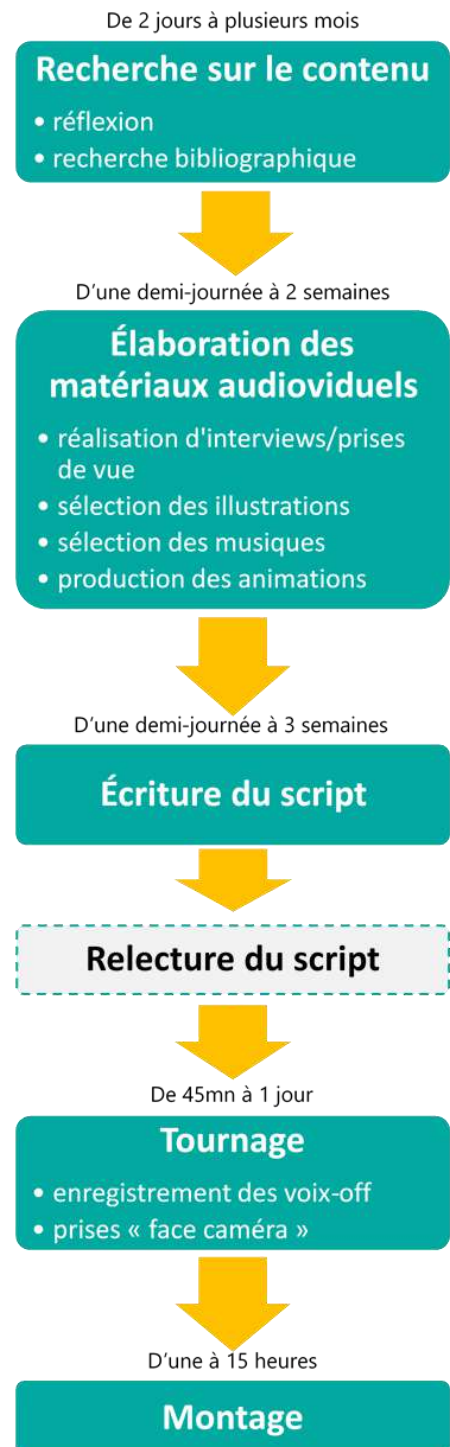 De 2 jours à plusieurs mois
Recherche sur le contenu
• réflexion
• recherche bibliographique
D'une demi-journée à 2 semaines
Élaboration des
matériaux audioviduels
• réalisation d'interviews/prises
de vue
• sélection des illustrations
• sélection des musiques
• production des animations
D'une demi-journée à 3 semaines
Écriture du script
Relecture du script
De 45mn à 1 jour
Tournage
• enregistrement des voix-off
• prises « face caméra »
D'une à 15 heures
Montage